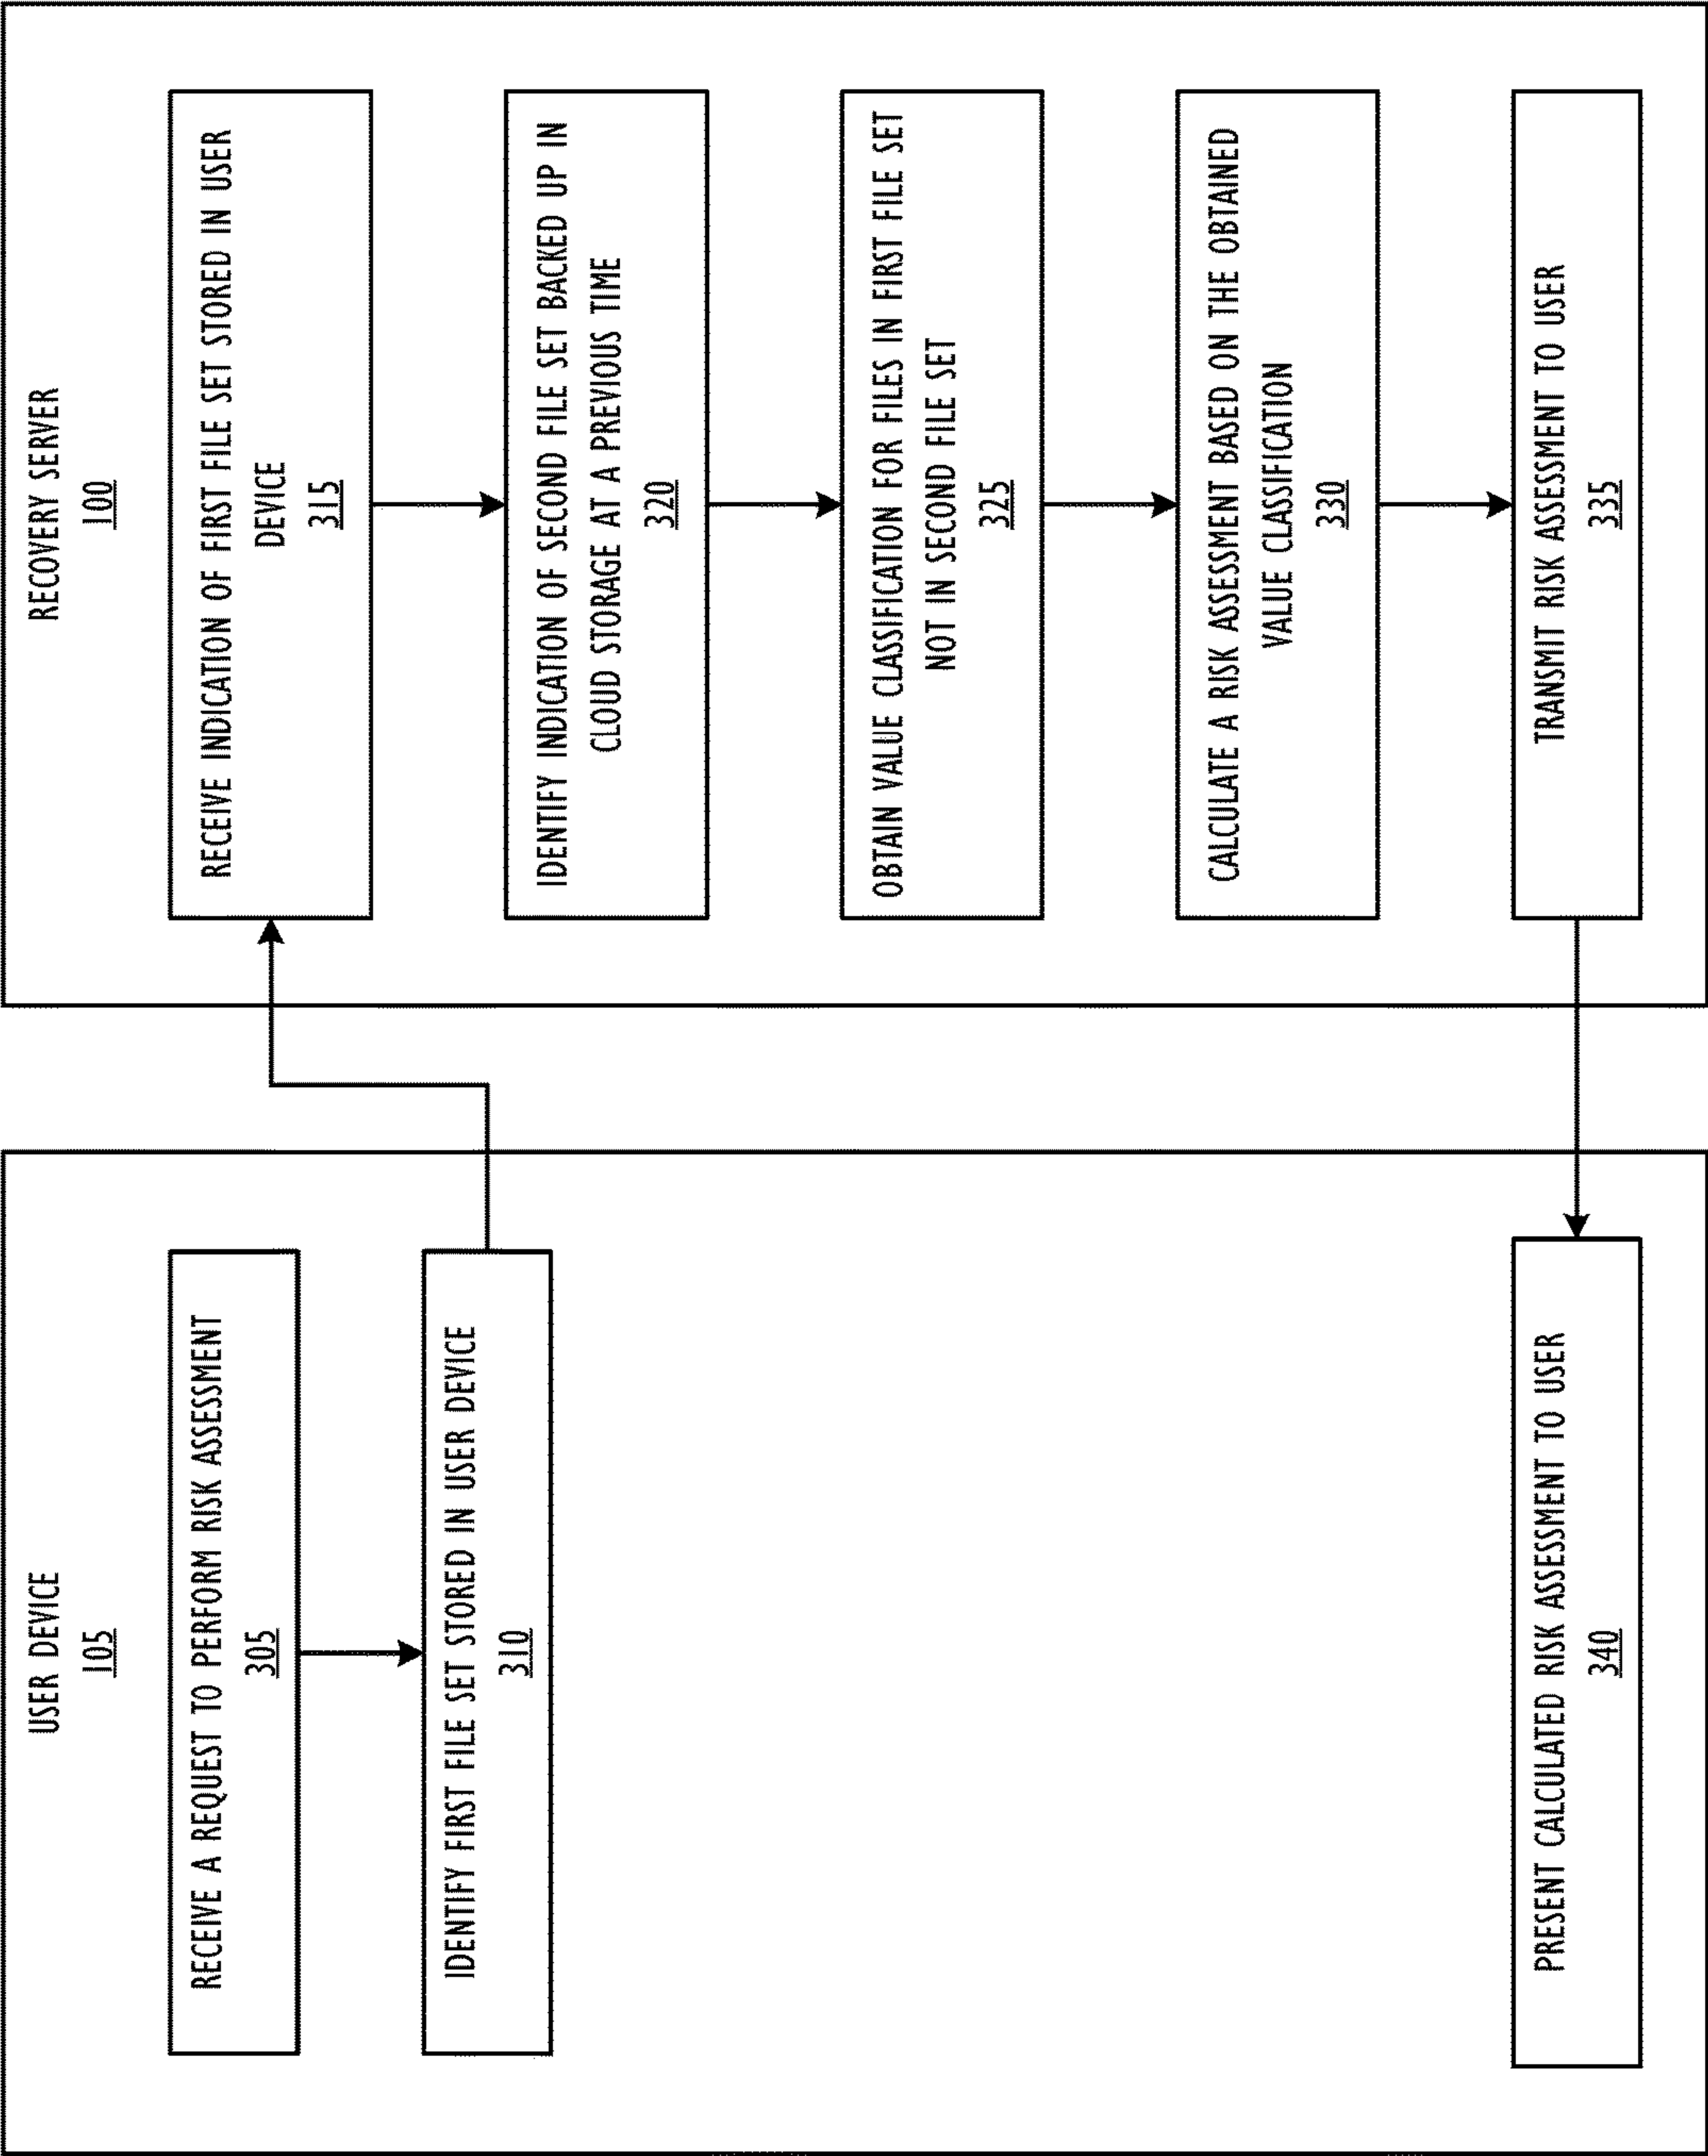 USER DEVICE
105
RECEIVE A REQUEST TO PERFORM RISK ASSESSMENT
305
IDENTIFY FIRST FILE SET STORED IN USER DEVICE
310
PRESENT CALCULATED RISK ASSESSMENT TO USER
340
RECOVERY SERVER
100
RECEIVE INDICATION OF FIRST FILE SET STORED IN USER
DEVICE
315
IDENTIFY INDICATION OF SECOND FILE SET BACKED UP IN
CLOUD STORAGE AT A PREVIOUS TIME
320
OBTAIN VALUE CLASSIFICATION FOR FILES IN FIRST FILE SET
NOT IN SECOND FILE SET
325
CALCULATE A RISK ASSESSMENT BASED ON THE OBTAINED
VALUE CLASSIFICATION
330
TRANSMIT RISK ASSESSMENT TO USER
335